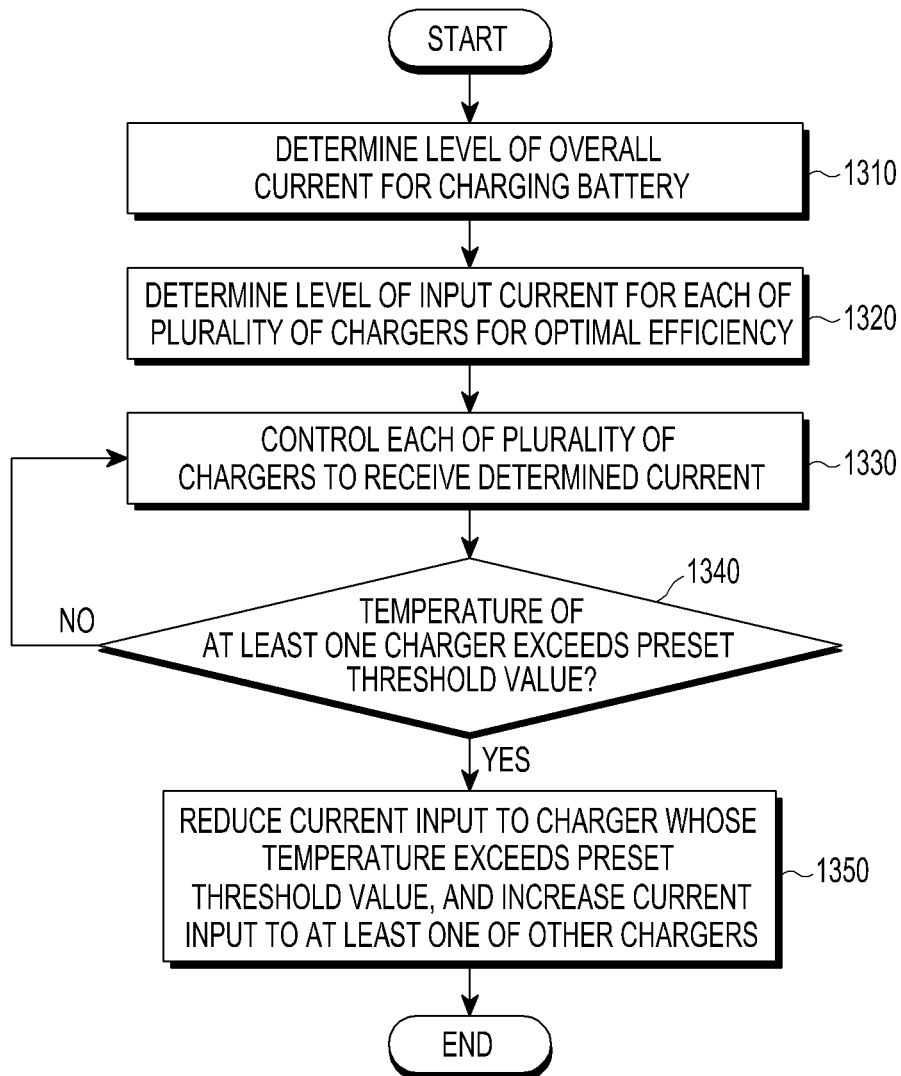 START
DETERMINE LEVEL OF OVERALL
CURRENT FOR CHARGING BATTERY
1310
DETERMINE LEVEL OF INPUT CURRENT FOR EACH OF
PLURALITY OF CHARGERS FOR OPTIMAL EFFICIENCY
1320
CONTROL EACH OF PLURALITY OF
CHARGERS TO RECEIVE DETERMINED CURRENT
1330
1340
TEMPERATURE OF
AT LEAST ONE CHARGER EXCEEDS PRESET
THRESHOLD VALUE?
NO
YES
REDUCE CURRENT INPUT TO CHARGER WHOSE
TEMPERATURE EXCEEDS PRESET
THRESHOLD VALUE, AND INCREASE CURRENT
INPUT TO AT LEAST ONE OF OTHER CHARGERS
1350
END